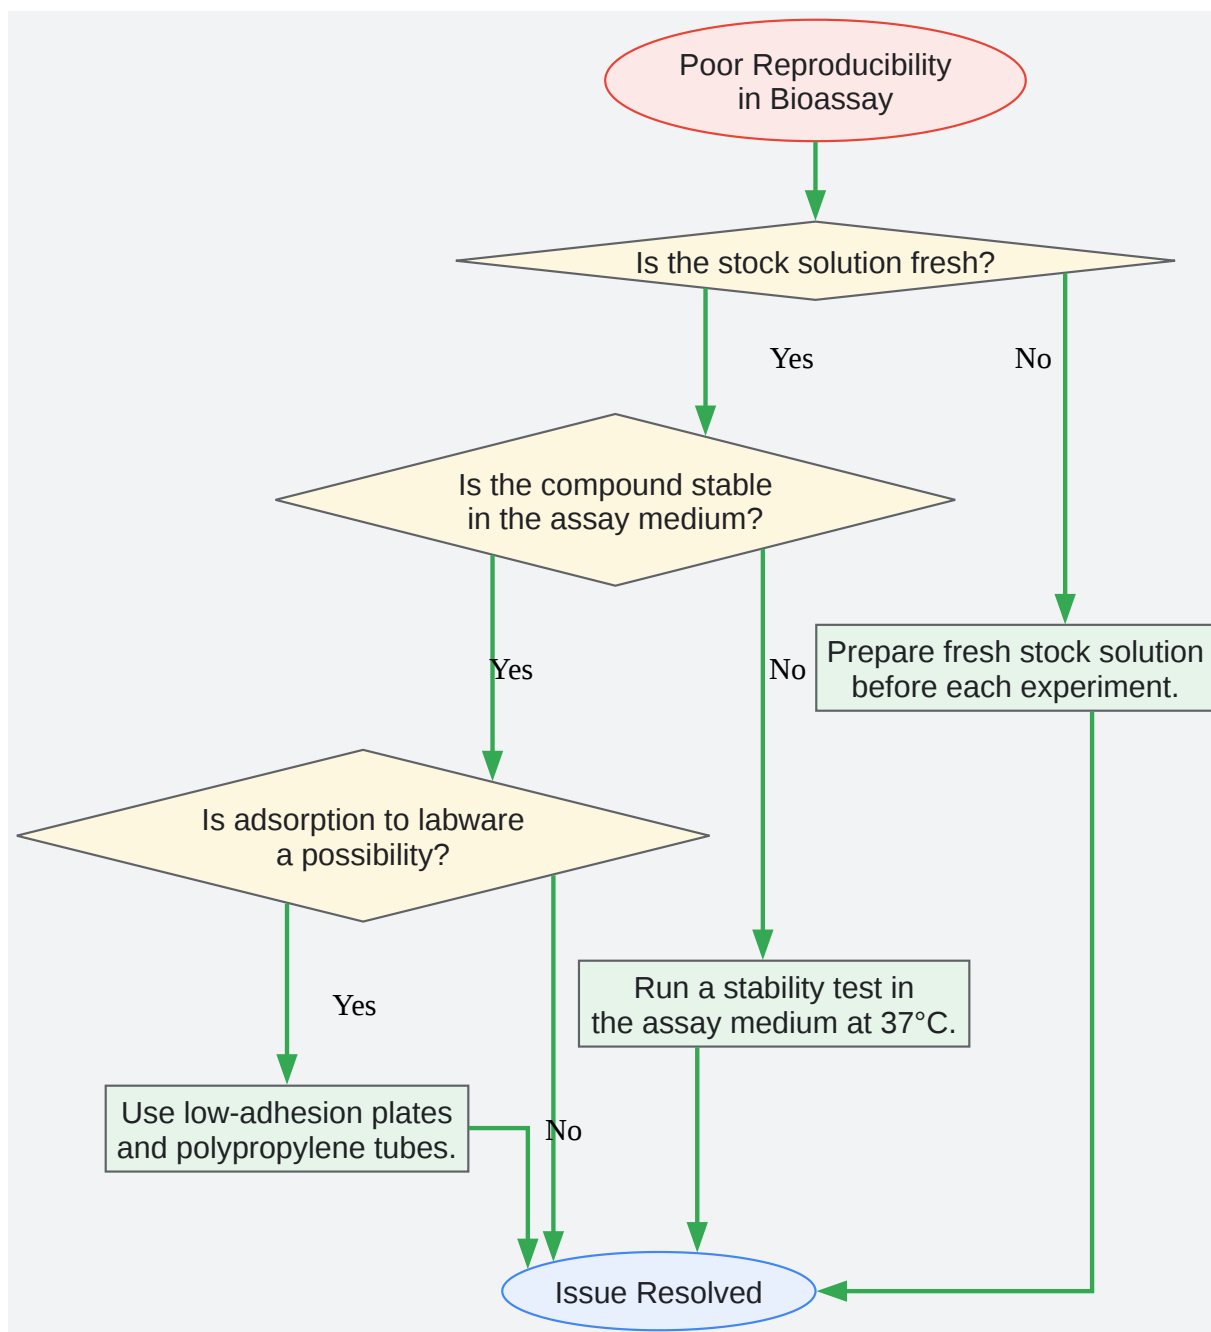 Poor Reproducibility
in Bioassay
Is the stock solution fresh?
Yes
No
Is the compound stable
in the assay medium?
Yes
No
Prepare fresh stock solution
before each experiment.
Is adsorption to labware
a possibility?
Yes
Run a stability test in
the assay medium at 37°C.
Use low-adhesion plates
and polypropylene tubes.
No
Issue Resolved